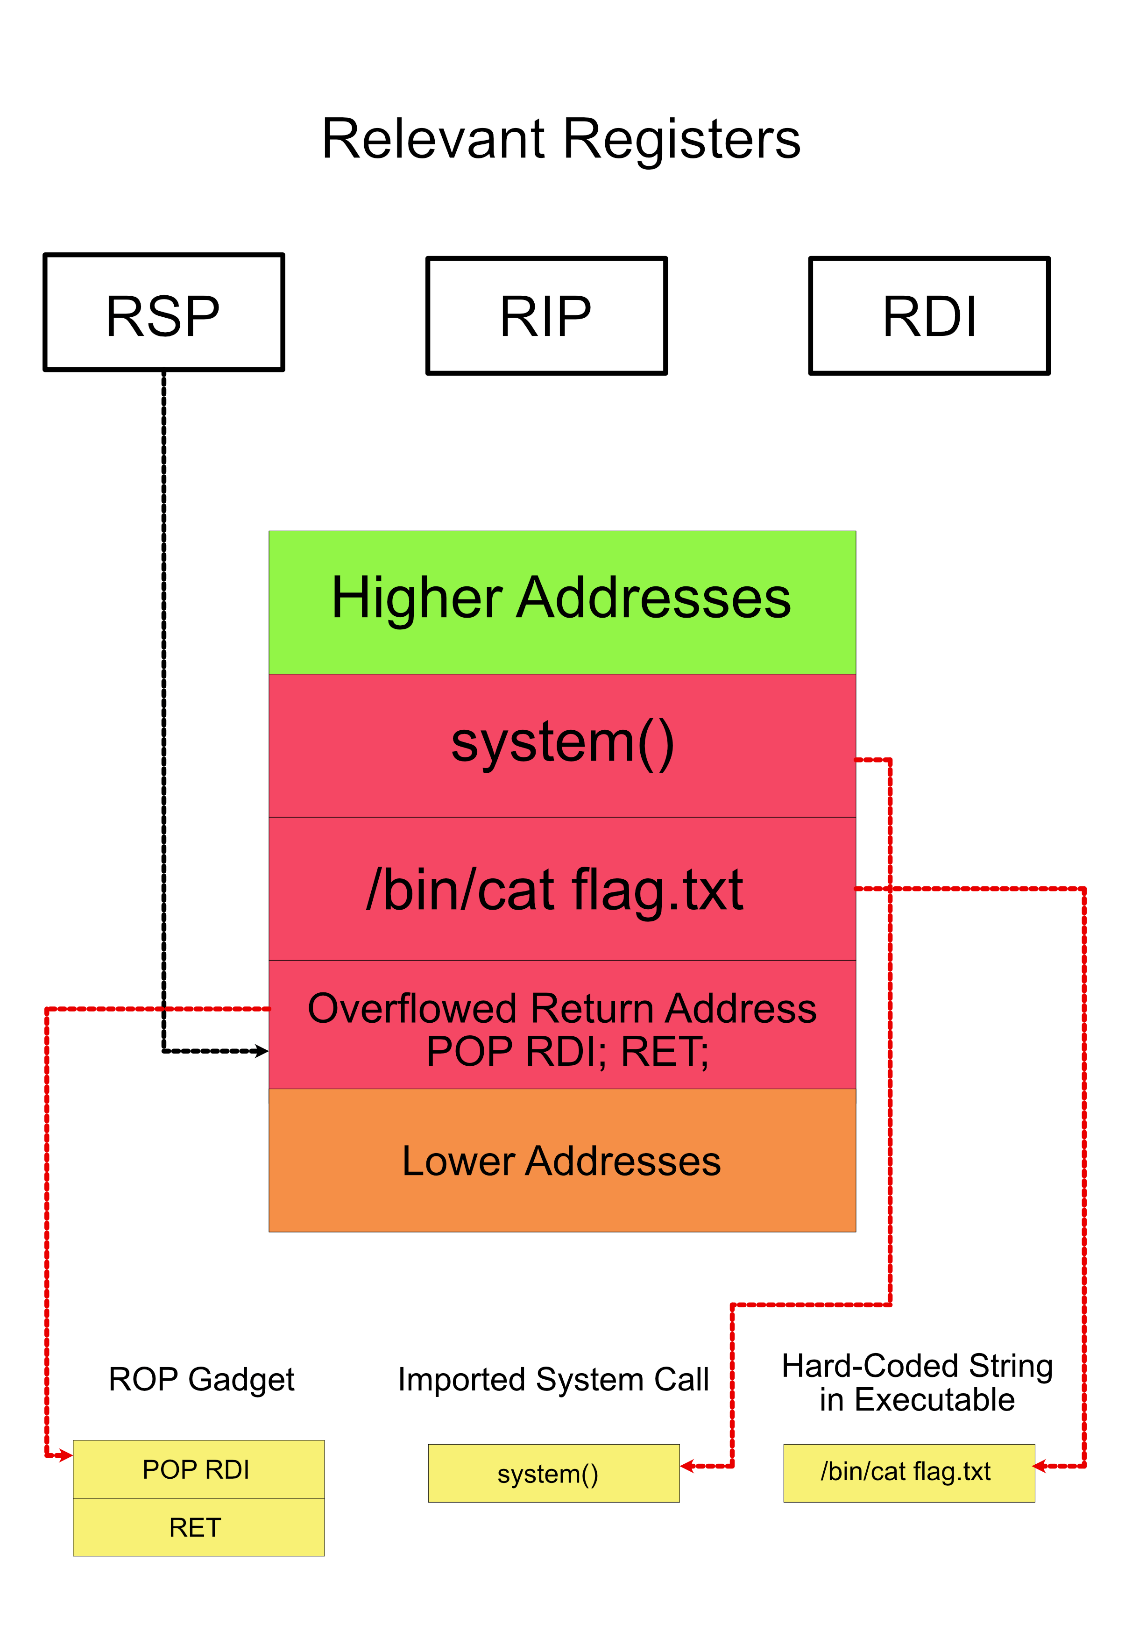 Relevant Registers
RSP
RIP
RDI
Higher Addresses
system()
/bin/cat flag.txt
Overflowed Return Address
POP RDI; RET;
Lower Addresses
ROP Gadget
POP RDI
RET
Imported System Call
system()
Hard-Coded String
in Executable
/bin/cat flag.txt